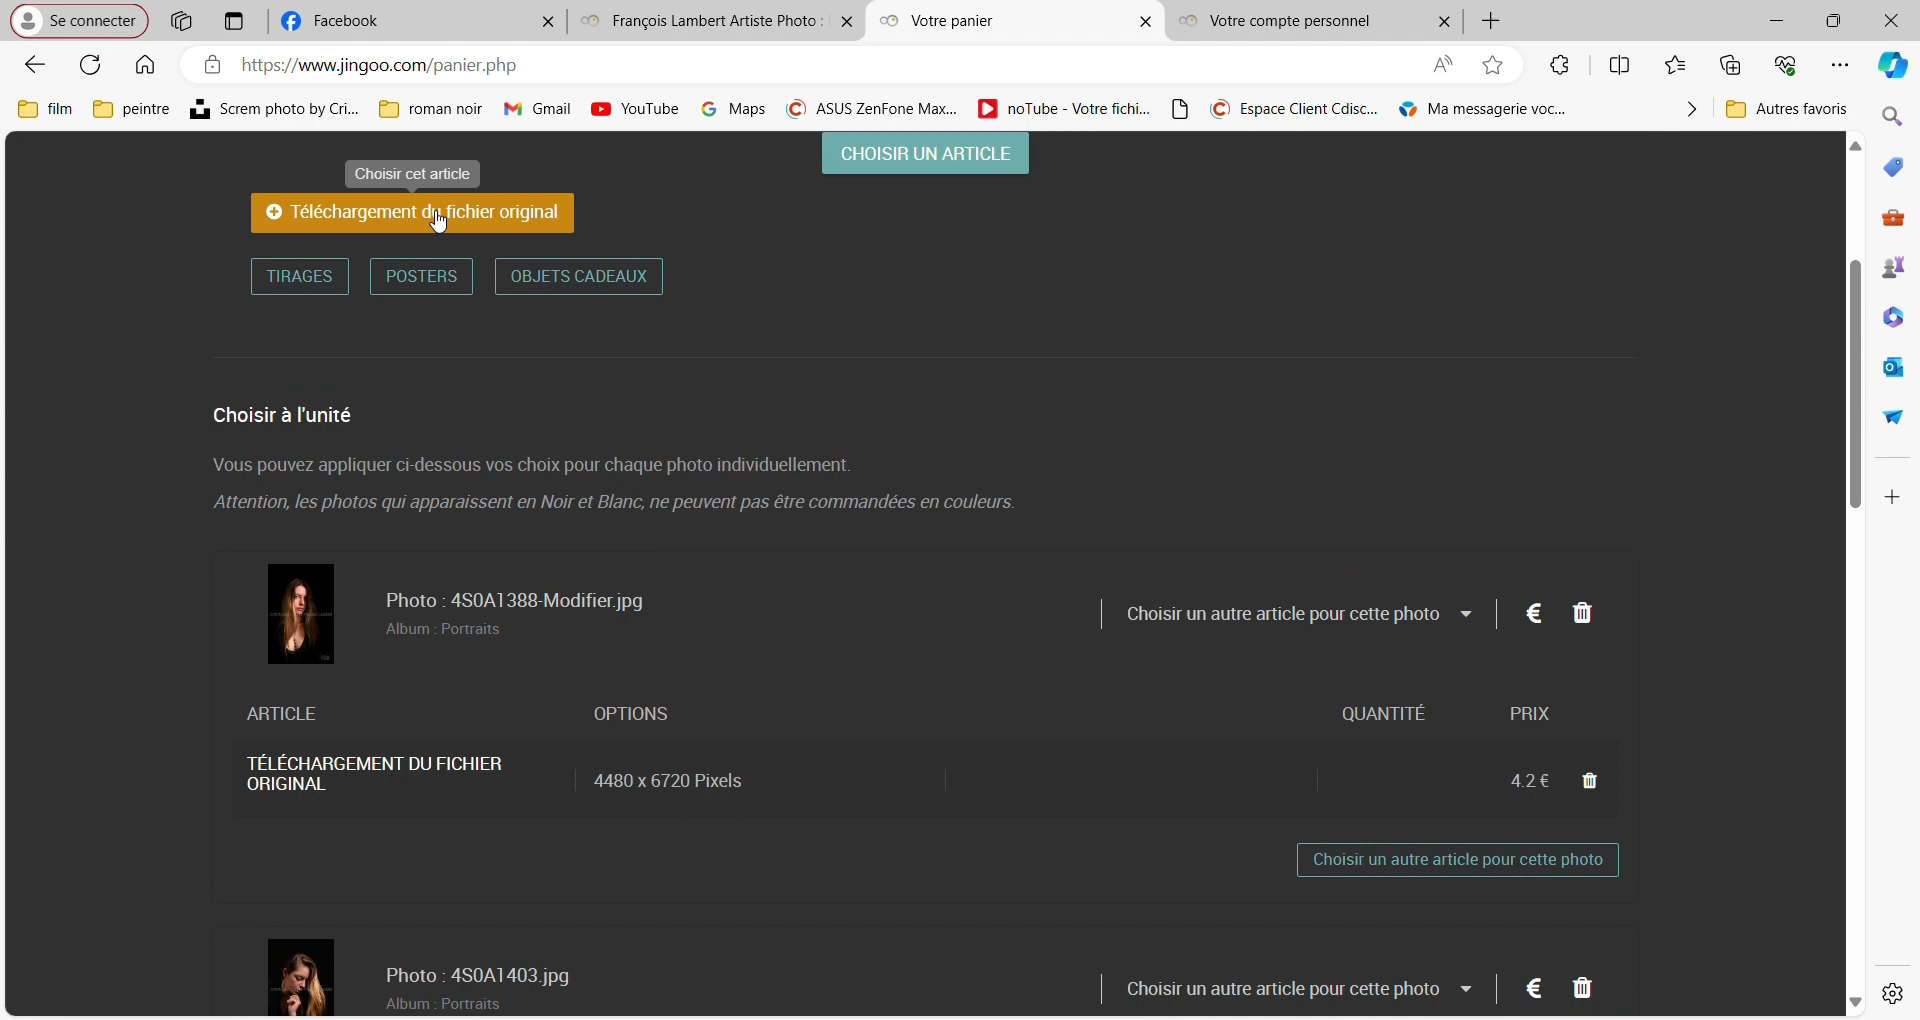 Se connecter
Facebook
François Lambert Artiste Photo :
Votre panier
Votre compte personnel
https://www.jingoo.com/panier.php
film
peintre
Screm photo by Cri...
roman noir
Gmail
YouTube
Maps
ASUS ZenFone Max...
noTube - Votre fichi...
Espace Client Cdisc...
Ma messagerie voc...
Autres favoris
CHOISIR UN ARTICLE
Choisir cet article
Téléchargement du fichier original
TIRAGES
POSTERS
OBJETS CADEAUX
Choisir à l'unité
Vous pouvez appliquer ci-dessous vos choix pour chaque photo individuellement.
Attention, les photos qui apparaissent en Noir et Blanc, ne peuvent pas être commandées en couleurs.
Photo : 4S0A1388-Modifier.jpg
Album : Portraits
Choisir un autre article pour cette photo
€
ARTICLE
OPTIONS
QUANTITÉ
PRIX
TÉLÉCHARGEMENT DU FICHIER
ORIGINAL
4480 x 6720 Pixels
4.2 €
Choisir un autre article pour cette photo
Photo : 4S0A1403.jpg
Album : Portraits
Choisir un autre article pour cette photo
€